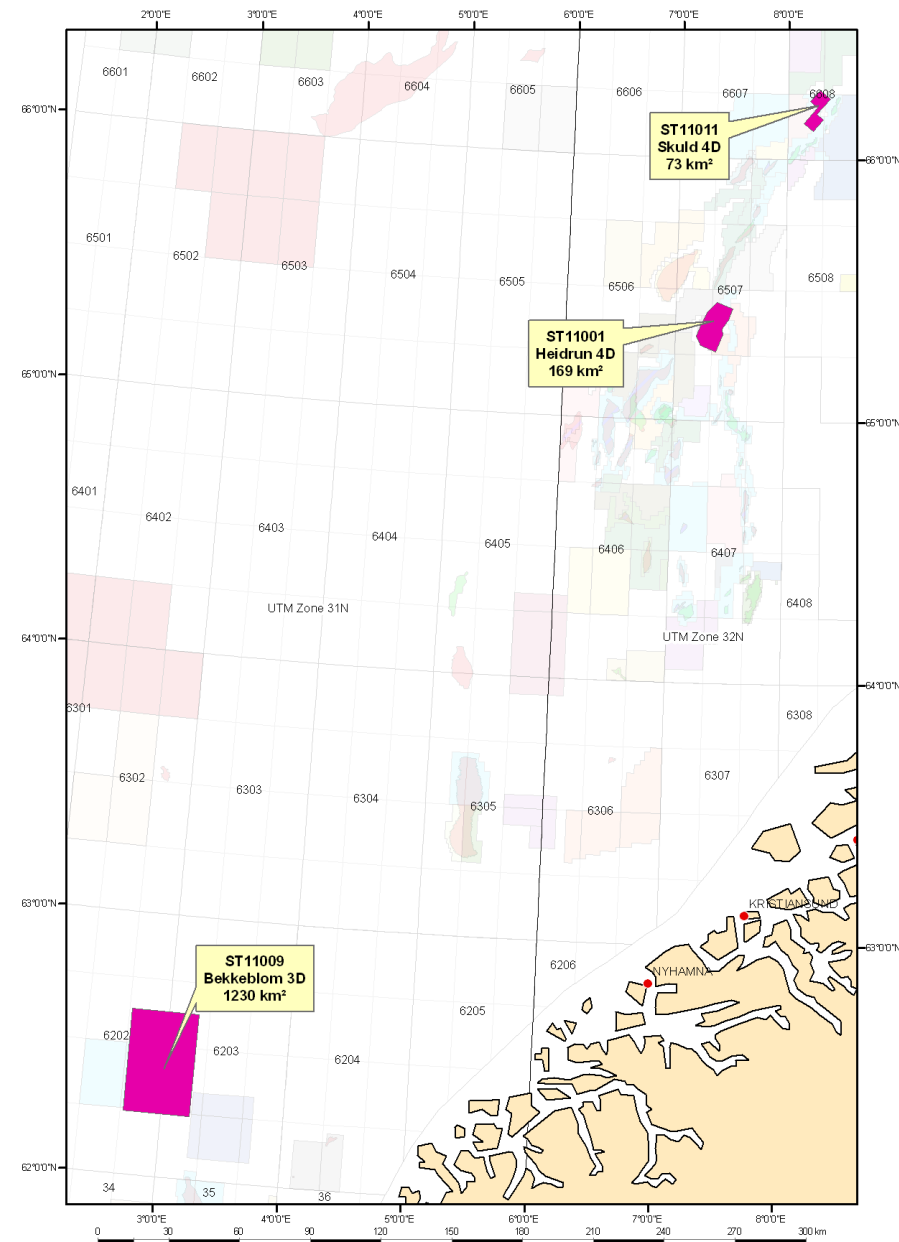 2°0'0"E 3°0'0"E 4°0'0"E 5°0'0"E 6°0'0"E 7°0'0"E 8°0'0"E
6601 6602 6603 6604 6605 6606 6607 6608
66°0'0"N
ST11011
Skuld 4D
73 km²
66°0'0"N
6501 6502 6503 6504 6505 6506 6507 6508
ST11001
Heidrun 4D
169 km²
65°0'0"N
65°0'0"N
6401 6402 6403 6404 6405 6406 6407 6408
UTM Zone 31N
UTM Zone 32N
64°0'0"N
64°0'0"N
6301 6302 6303 6304 6305 6306 6307 6308
63°0'0"N
KRISTIANSUND
63°0'0"N
NYHAMNA
ST11009
Bekkeblom 3D
1230 km²
6202 6203 6204 6205 6206
62°0'0"N
34 35 36
3°0'0"E 4°0'0"E 5°0'0"E 6°0'0"E 7°0'0"E 8°0'0"E
0 30 60 90 120 150 180 210 240 270 300 km